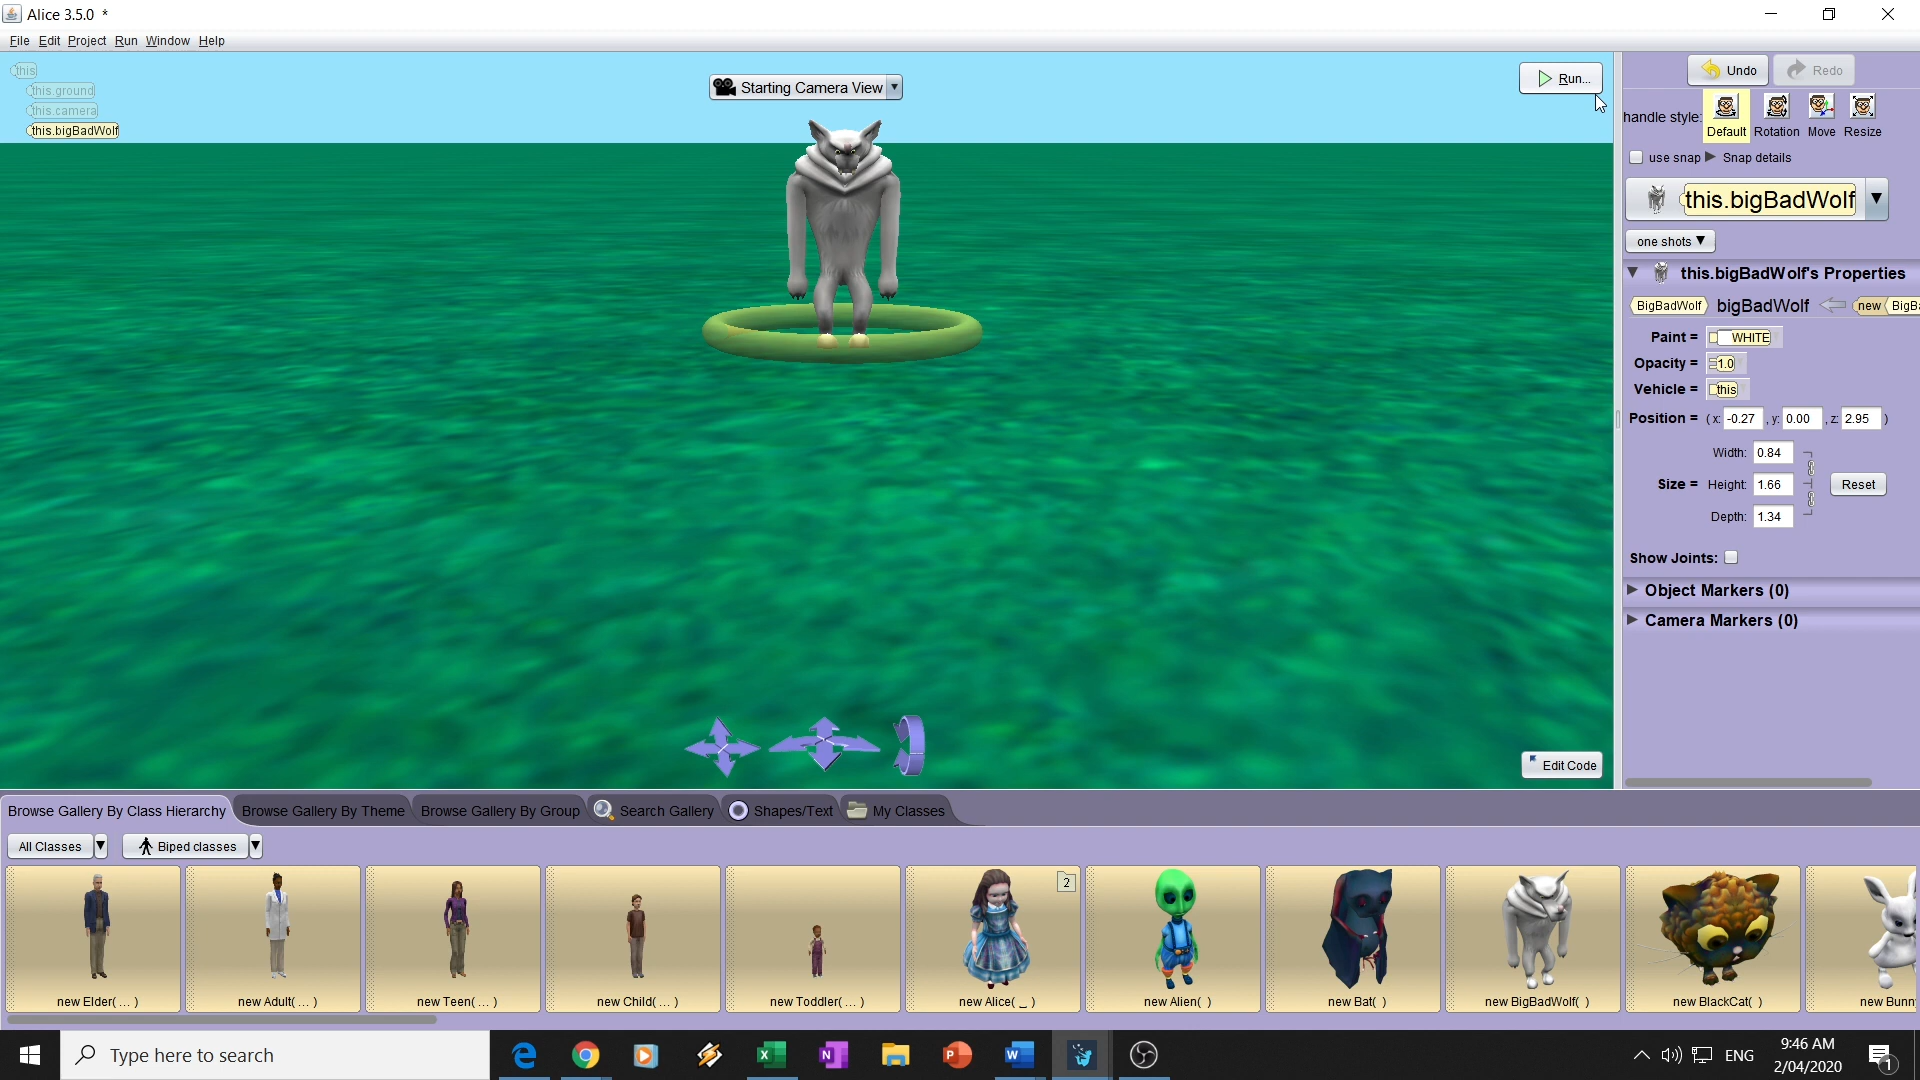 Alice 3.5.0 *
File Edit Project Run Window Help
this
this.ground
this.camera
this.bigBadWolf
Starting Camera View
Run...
Undo Redo
handle style:
Default Rotation Move Resize
use snap Snap details
this.bigBadWolf
one shots
this.bigBadWolf's Properties
BigBadWolf bigBadWolf new BigBa
Paint = WHITE
Opacity = 1.0
Vehicle = this
Position = ( x: -0.27 , y: 0.00 , z: 2.95 )
Width: 0.84
Size = Height: 1.66 Reset
Depth: 1.34
Show Joints:
Object Markers (0)
Camera Markers (0)
Edit Code
Browse Gallery By Class Hierarchy Browse Gallery By Theme Browse Gallery By Group Search Gallery Shapes/Text My Classes
All Classes Biped classes
2
new Elder( ... ) new Adult( ... ) new Teen( ... ) new Child( ... ) new Toddler( ... ) new Alice( _ ) new Alien( ) new Bat( ) new BigBadWolf( ) new BlackCat( ) new Bunn
Type here to search
X N P W
ENG
9:46 AM
2/04/2020
1